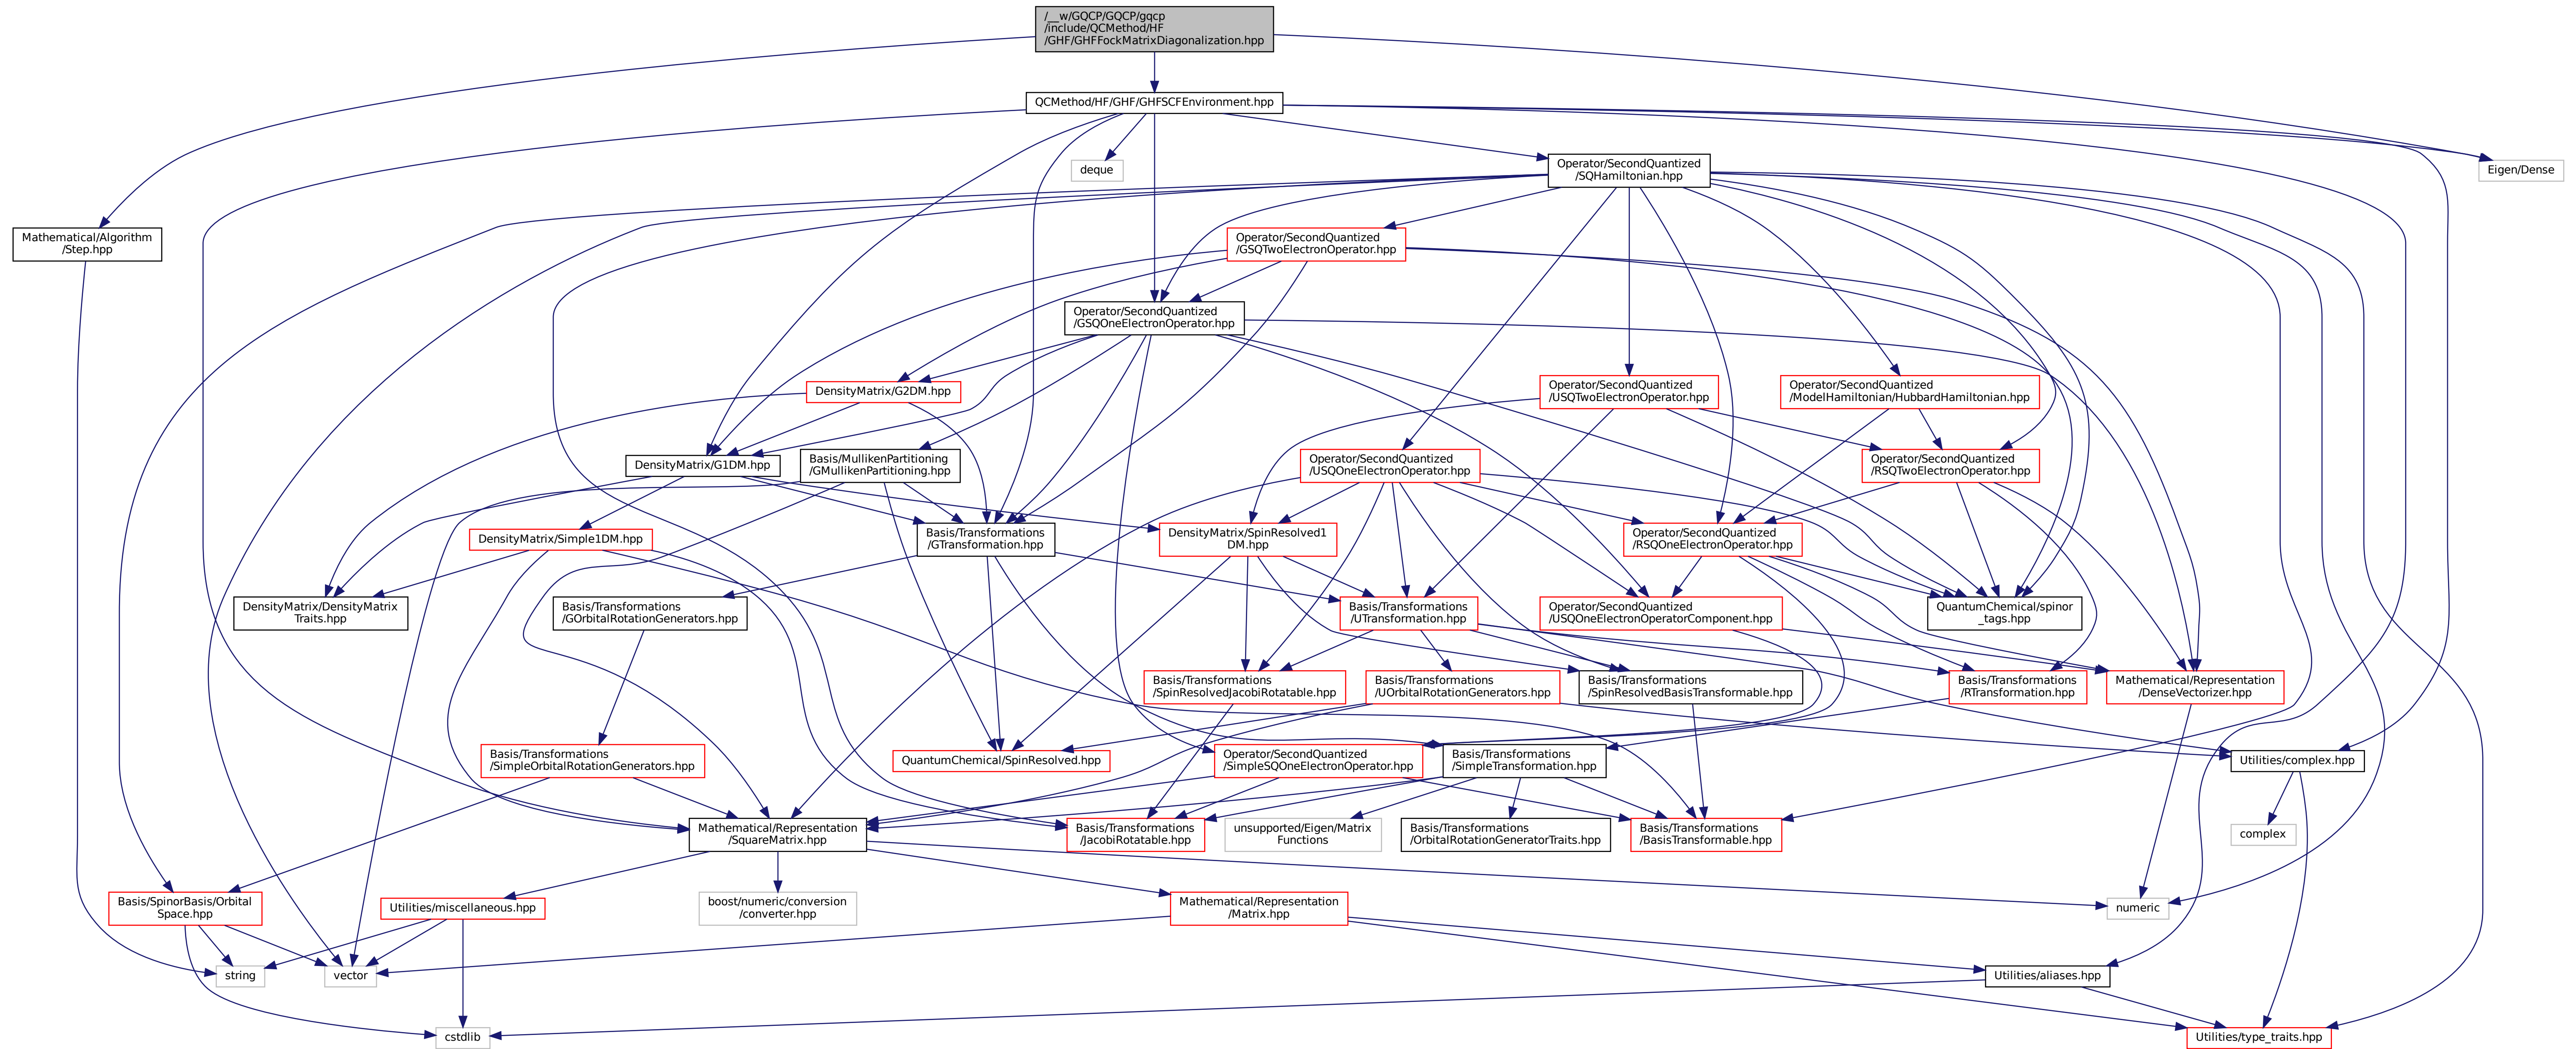 /__w/GQCP/GQCP/gqcp
/include/QCMethod/HF
/GHF/GHFFockMatrixDiagonalization.hpp
QCMethod/HF/GHF/GHFSCFEnvironment.hpp
deque
Operator/SecondQuantized
/SQHamiltonian.hpp
Eigen/Dense
Mathematical/Algorithm
/Step.hpp
Operator/SecondQuantized
/GSQTwoElectronOperator.hpp
Operator/SecondQuantized
/GSQOneElectronOperator.hpp
DensityMatrix/G2DM.hpp
Operator/SecondQuantized
/USQTwoElectronOperator.hpp
Operator/SecondQuantized
/ModelHamiltonian/HubbardHamiltonian.hpp
DensityMatrix/G1DM.hpp
Basis/MullikenPartitioning
/GMullikenPartitioning.hpp
Operator/SecondQuantized
/USQOneElectronOperator.hpp
Operator/SecondQuantized
/RSQTwoElectronOperator.hpp
DensityMatrix/Simple1DM.hpp
Basis/Transformations
/GTransformation.hpp
DensityMatrix/SpinResolved1
DM.hpp
Operator/SecondQuantized
/RSQOneElectronOperator.hpp
DensityMatrix/DensityMatrix
Traits.hpp
Basis/Transformations
/GOrbitalRotationGenerators.hpp
Basis/Transformations
/UTransformation.hpp
Operator/SecondQuantized
/USQOneElectronOperatorComponent.hpp
QuantumChemical/spinor
_tags.hpp
Basis/Transformations
/SpinResolvedJacobiRotatable.hpp
Basis/Transformations
/UOrbitalRotationGenerators.hpp
Basis/Transformations
/SpinResolvedBasisTransformable.hpp
Basis/Transformations
/RTransformation.hpp
Mathematical/Representation
/DenseVectorizer.hpp
Basis/Transformations
/SimpleOrbitalRotationGenerators.hpp
QuantumChemical/SpinResolved.hpp
Operator/SecondQuantized
/SimpleSQOneElectronOperator.hpp
Basis/Transformations
/SimpleTransformation.hpp
Utilities/complex.hpp
Mathematical/Representation
/SquareMatrix.hpp
Basis/Transformations
/JacobiRotatable.hpp
unsupported/Eigen/Matrix
Functions
Basis/Transformations
/OrbitalRotationGeneratorTraits.hpp
Basis/Transformations
/BasisTransformable.hpp
complex
Basis/SpinorBasis/Orbital
Space.hpp
Utilities/miscellaneous.hpp
boost/numeric/conversion
/converter.hpp
Mathematical/Representation
/Matrix.hpp
numeric
string
vector
Utilities/aliases.hpp
cstdlib
Utilities/type_traits.hpp